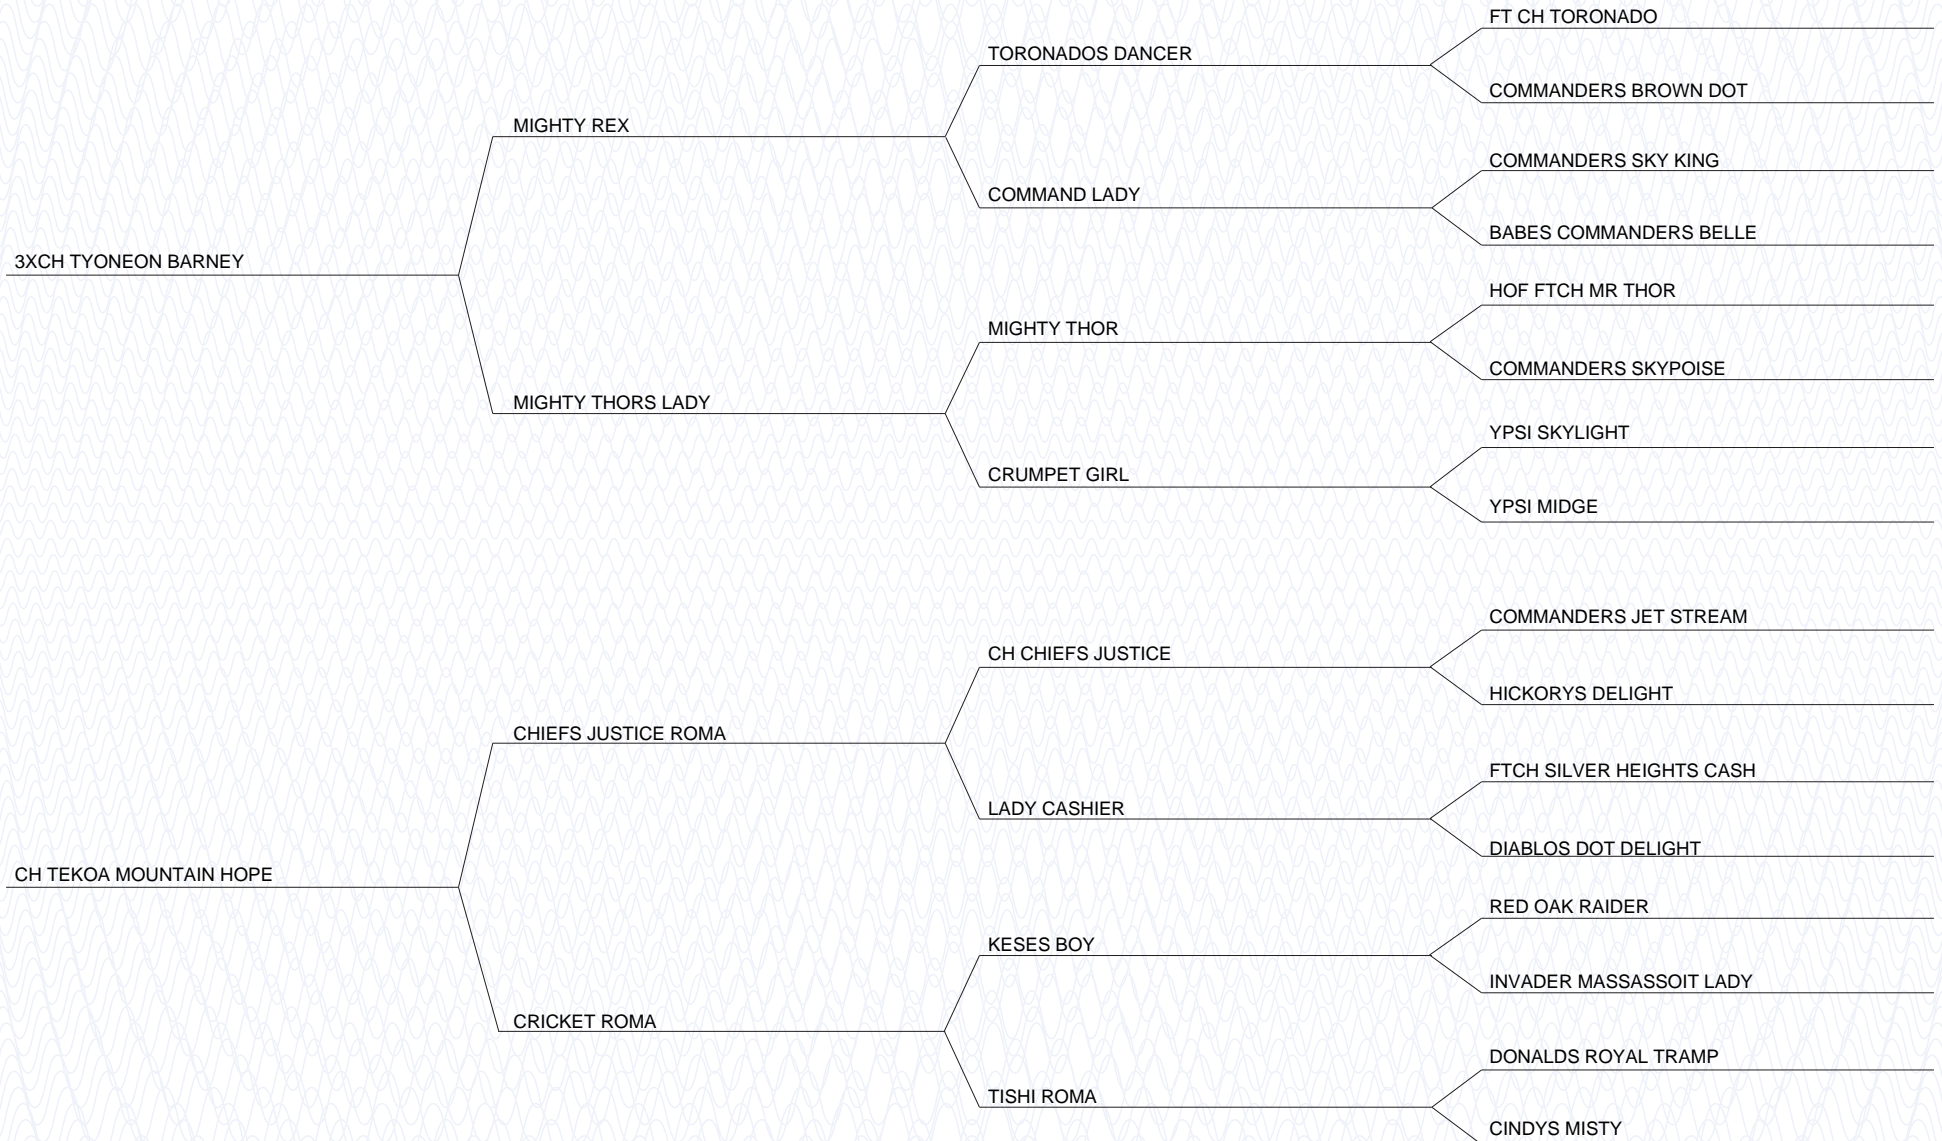 FT CH TORONADO
TORONADOS DANCER
COMMANDERS BROWN DOT
MIGHTY REX
COMMANDERS SKY KING
COMMAND LADY
BABES COMMANDERS BELLE
3XCH TYONEON BARNEY
HOF FTCH MR THOR
MIGHTY THOR
COMMANDERS SKYPOISE
MIGHTY THORS LADY
YPSI SKYLIGHT
CRUMPET GIRL
YPSI MIDGE
COMMANDERS JET STREAM
CH CHIEFS JUSTICE
HICKORYS DELIGHT
CHIEFS JUSTICE ROMA
FTCH SILVER HEIGHTS CASH
LADY CASHIER
DIABLOS DOT DELIGHT
CH TEKOA MOUNTAIN HOPE
RED OAK RAIDER
KESES BOY
INVADER MASSASSOIT LADY
CRICKET ROMA
DONALDS ROYAL TRAMP
TISHI ROMA
CINDYS MISTY